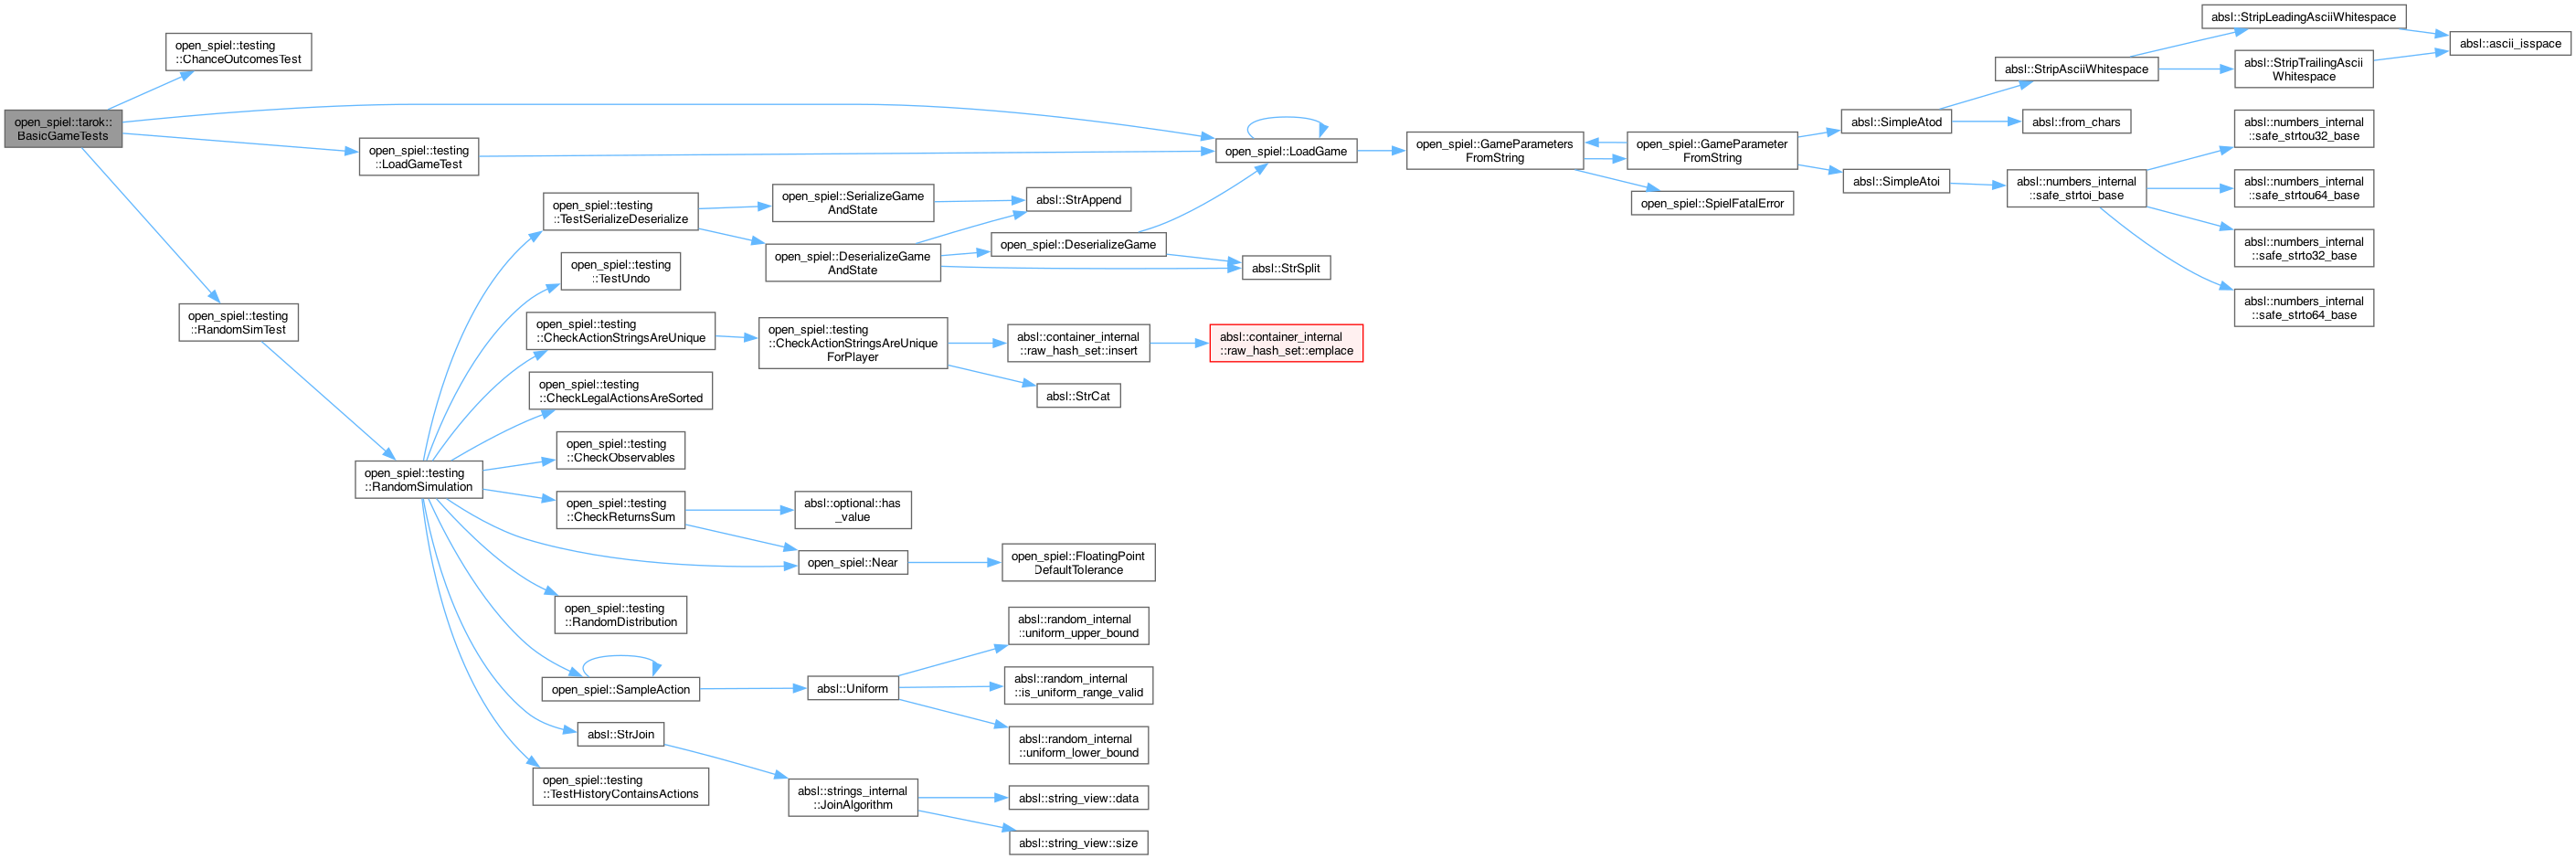 open_spiel::tarok::
BasicGameTests
open_spiel::testing
::ChanceOutcomesTest
open_spiel::testing
::LoadGameTest
open_spiel::testing
::RandomSimTest
open_spiel::testing
::RandomSimulation
open_spiel::testing
::TestSerializeDeserialize
open_spiel::testing
::TestUndo
open_spiel::testing
::CheckActionStringsAreUnique
open_spiel::testing
::CheckLegalActionsAreSorted
open_spiel::testing
::CheckObservables
open_spiel::testing
::CheckReturnsSum
open_spiel::testing
::RandomDistribution
open_spiel::SampleAction
absl::StrJoin
open_spiel::testing
::TestHistoryContainsActions
open_spiel::SerializeGame
AndState
open_spiel::DeserializeGame
AndState
open_spiel::testing
::CheckActionStringsAreUnique
ForPlayer
absl::optional::has
_value
open_spiel::Near
absl::Uniform
absl::strings_internal
::JoinAlgorithm
absl::StrAppend
open_spiel::DeserializeGame
absl::container_internal
::raw_hash_set::insert
absl::StrCat
open_spiel::FloatingPoint
DefaultTolerance
absl::random_internal
::uniform_upper_bound
absl::random_internal
::is_uniform_range_valid
absl::random_internal
::uniform_lower_bound
absl::string_view::data
absl::string_view::size
open_spiel::LoadGame
absl::StrSplit
absl::container_internal
::raw_hash_set::emplace
open_spiel::GameParameters
FromString
open_spiel::GameParameter
FromString
open_spiel::SpielFatalError
absl::SimpleAtod
absl::SimpleAtoi
absl::StripAsciiWhitespace
absl::from_chars
absl::numbers_internal
::safe_strtoi_base
absl::StripLeadingAsciiWhitespace
absl::StripTrailingAscii
Whitespace
absl::numbers_internal
::safe_strtou32_base
absl::numbers_internal
::safe_strtou64_base
absl::numbers_internal
::safe_strto32_base
absl::numbers_internal
::safe_strto64_base
absl::ascii_isspace